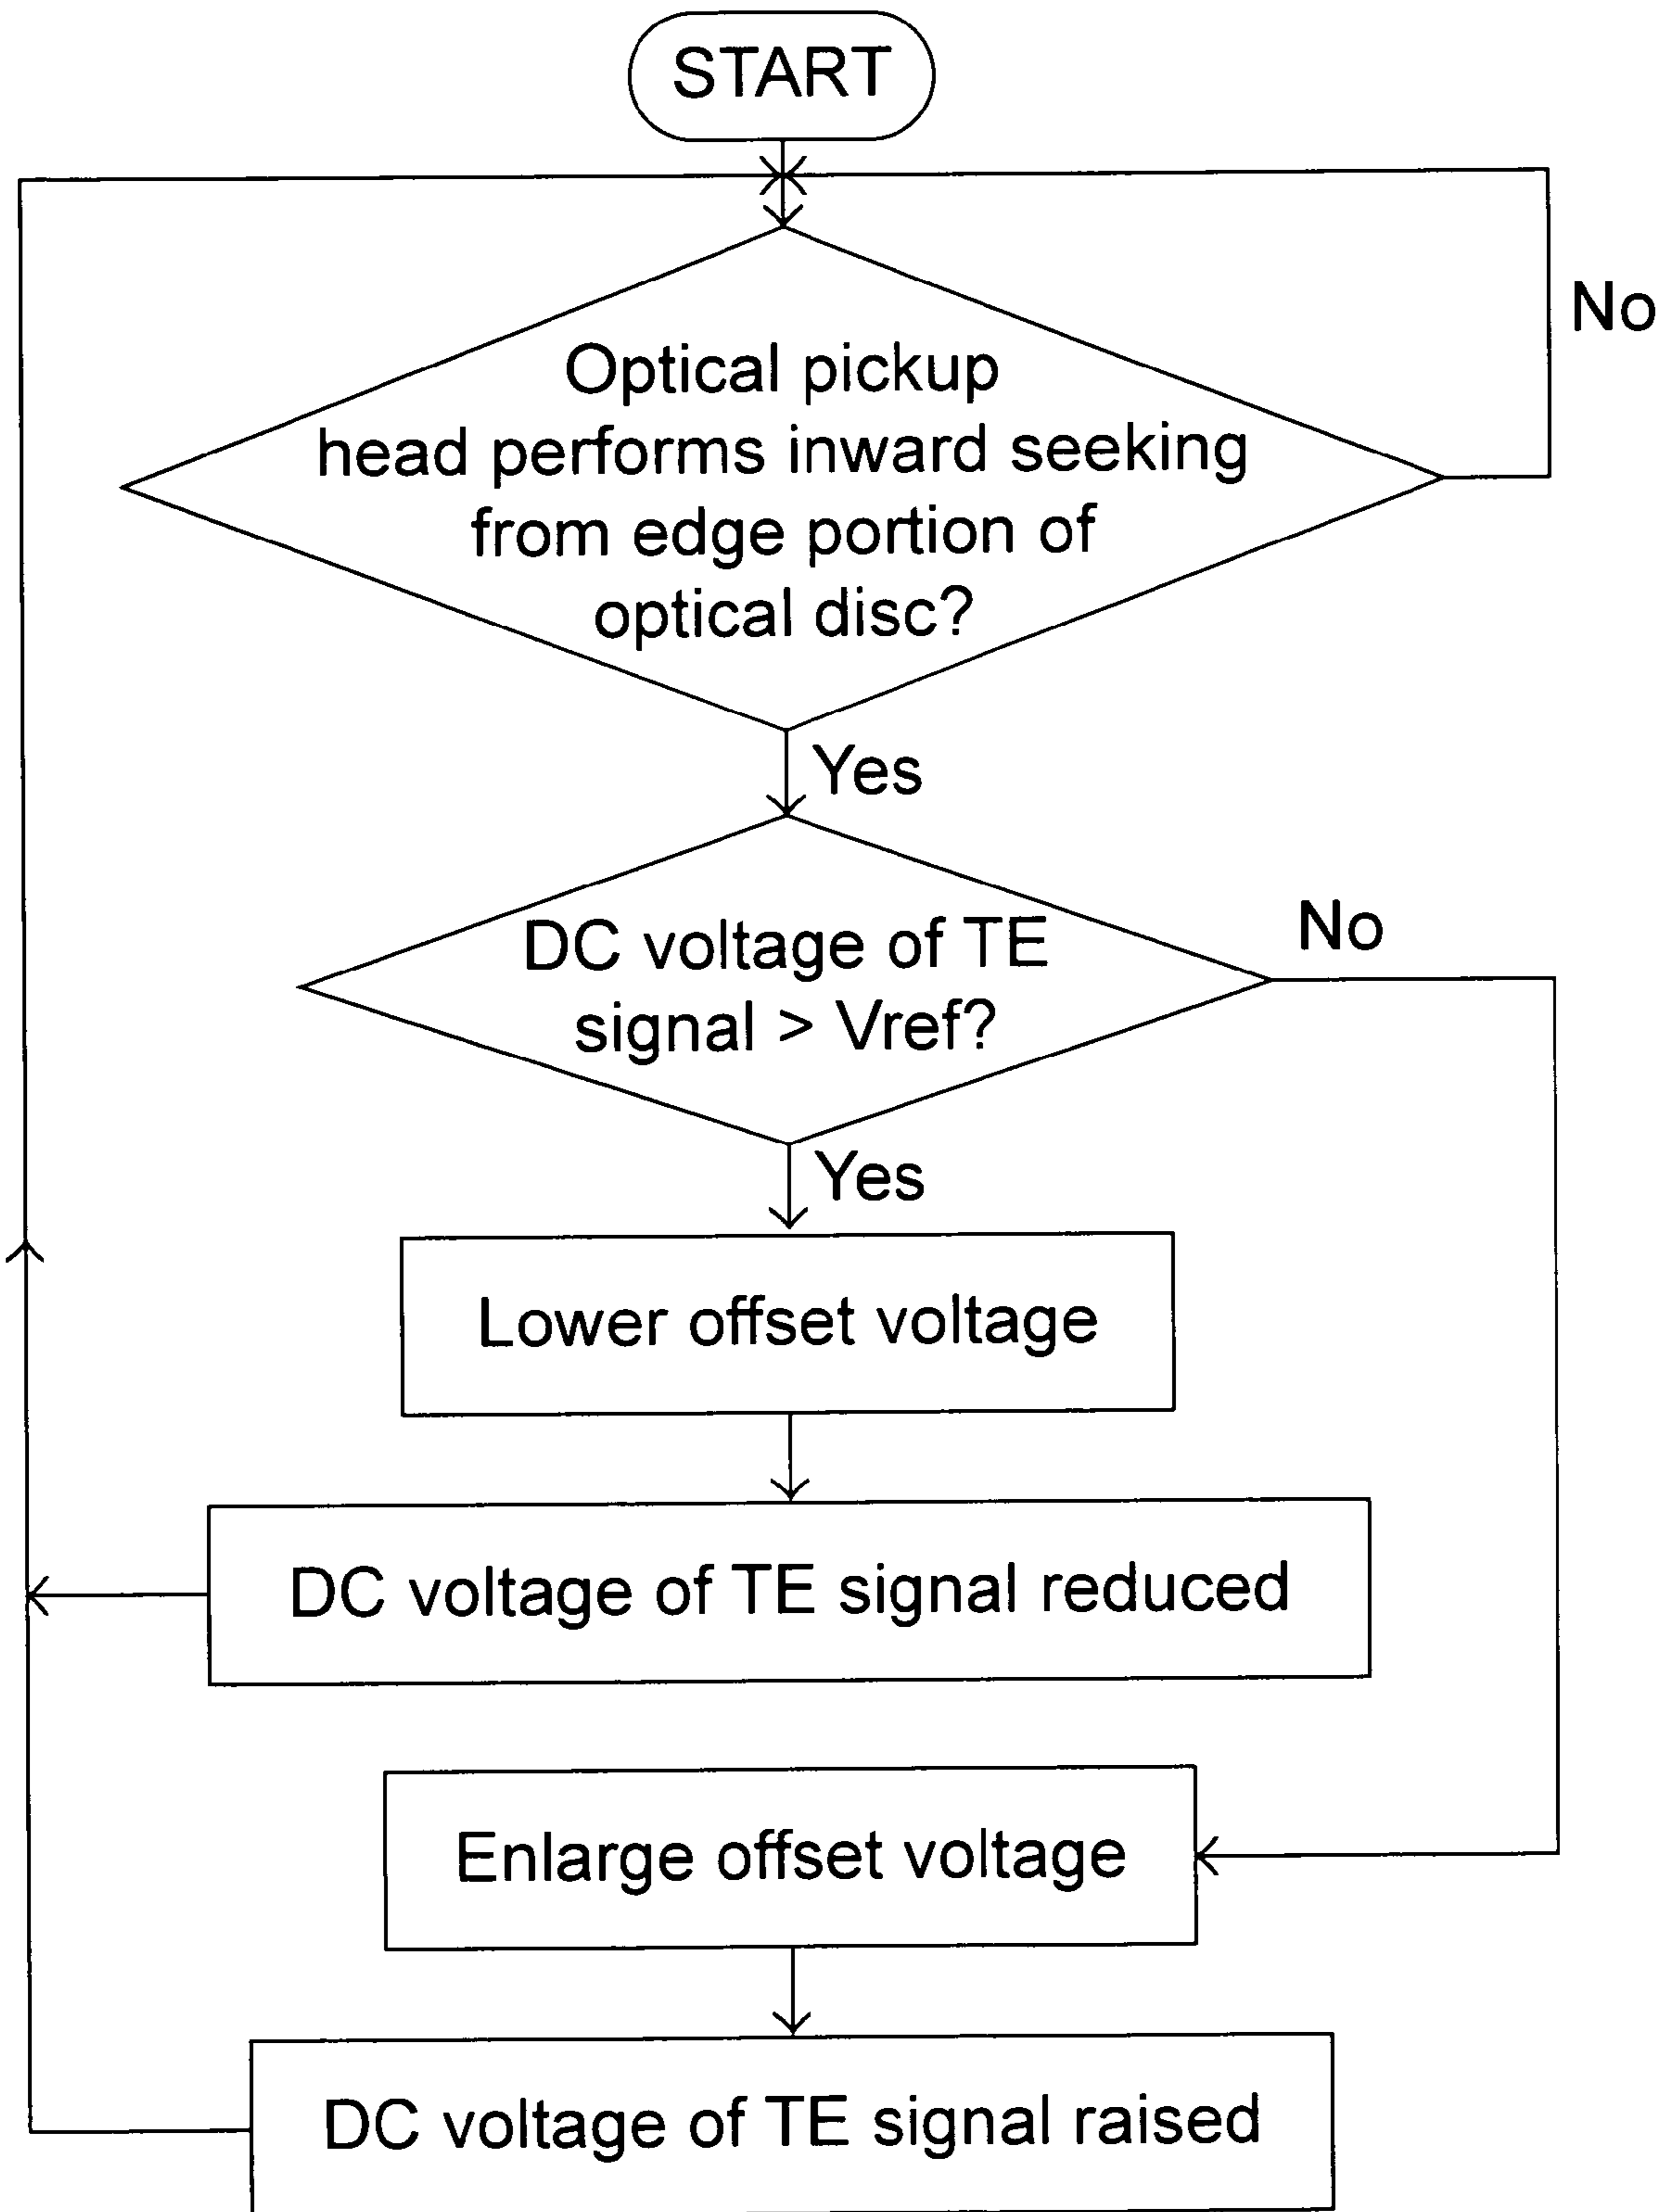 START
No
Optical pickup
head performs inward seeking
from edge portion of
optical disc?
Yes
DC voltage of TE
signal > Vref?
No
Yes
Lower offset voltage
DC voltage of TE signal reduced
Enlarge offset voltage
DC voltage of TE signal raised